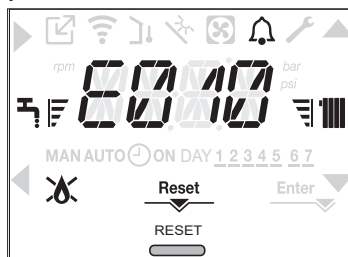 rpm E010 bar
psi
MAN AUTO ON DAY 1 2 3 4 5 6 7
Reset Enter
RESET